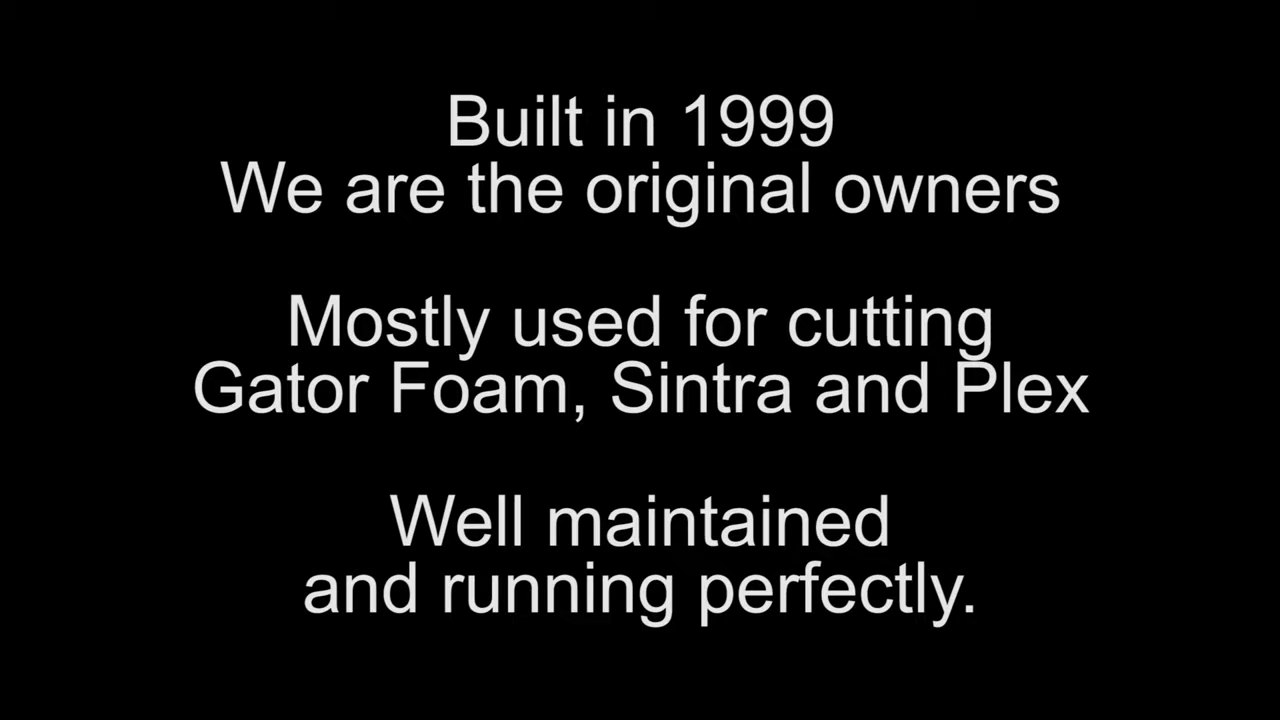 Built in 1999
We are the original owners
Mostly used for cutting
Gator Foam, Sintra and Plex
Well maintained
and running perfectly.